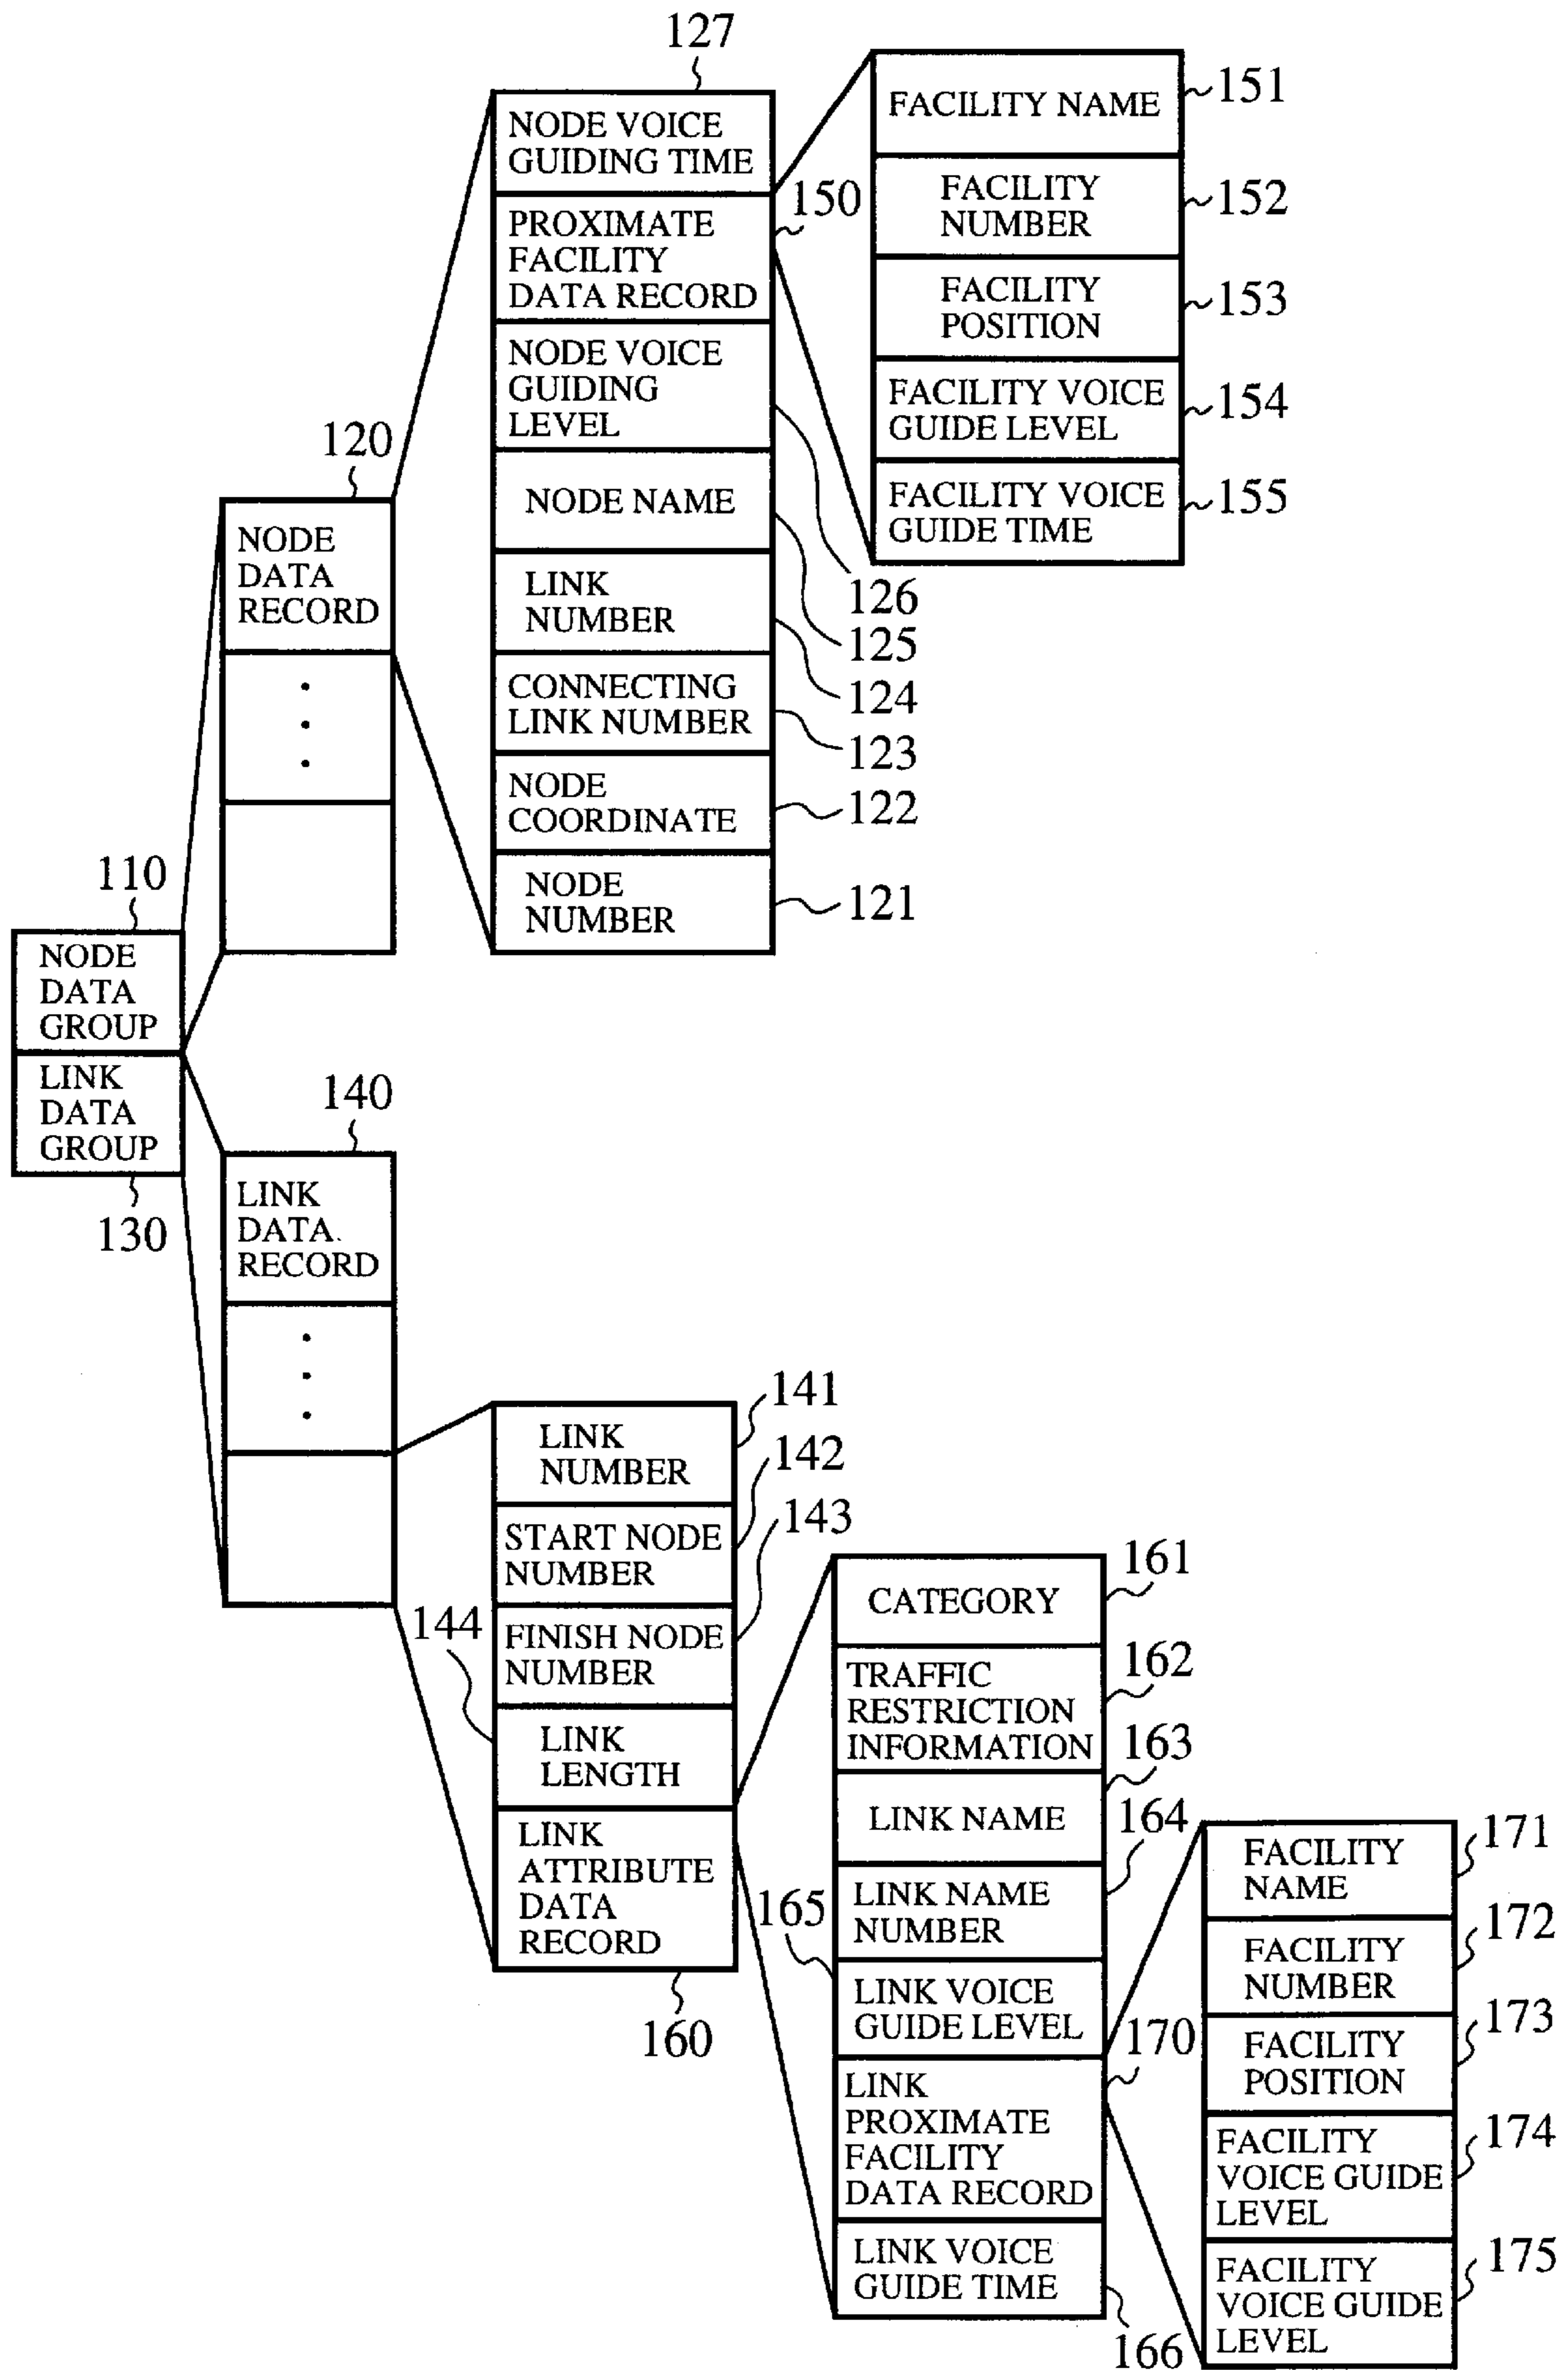 127
NODE VOICE
GUIDING TIME
PROXIMATE
FACILITY
DATA RECORD
150
NODE VOICE
GUIDING
LEVEL
126
NODE NAME
125
LINK
NUMBER
124
CONNECTING
LINK NUMBER
123
NODE
COORDINATE
122
NODE
NUMBER
121
FACILITY NAME
151
FACILITY
NUMBER
152
FACILITY
POSITION
153
FACILITY VOICE
GUIDE LEVEL
154
FACILITY VOICE
GUIDE TIME
155
120
NODE
DATA
RECORD
110
NODE
DATA
GROUP
LINK
DATA
GROUP
130
140
LINK
DATA.
RECORD
LINK
NUMBER
141
START NODE
NUMBER
142
FINISH NODE
NUMBER
143
144
LINK
LENGTH
LINK
ATTRIBUTE
DATA
RECORD
160
CATEGORY
161
TRAFFIC
RESTRICTION
INFORMATION
162
LINK NAME
163
LINK NAME
NUMBER
164
165
LINK VOICE
GUIDE LEVEL
LINK
PROXIMATE
FACILITY
DATA RECORD
170
LINK VOICE
GUIDE TIME
166
FACILITY
NAME
171
FACILITY
NUMBER
172
FACILITY
POSITION
173
FACILITY
VOICE GUIDE
LEVEL
174
FACILITY
VOICE GUIDE
LEVEL
175